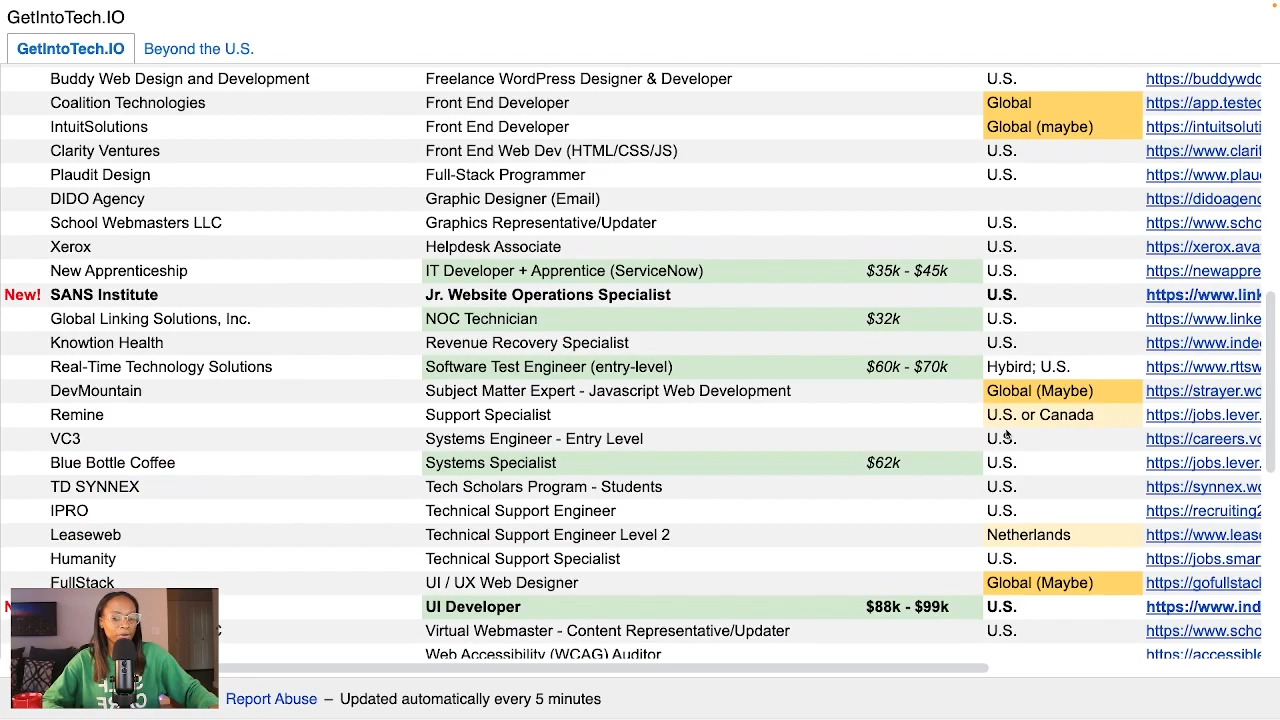 GetIntoTech.IO
GetIntoTech.IO Beyond the U.S.
Buddy Web Design and Development Freelance WordPress Designer & Developer U.S. https://buddywdc
Coalition Technologies Front End Developer Global https://app.testec
IntuitSolutions Front End Developer Global (maybe) https://intuitsoluti
Clarity Ventures Front End Web Dev (HTML/CSS/JS) U.S. https://www.clarit
Plaudit Design Full-Stack Programmer U.S. https://www.plau
DIDO Agency Graphic Designer (Email) https://didoagenc
School Webmasters LLC Graphics Representative/Updater U.S. https://www.scho
Xerox Helpdesk Associate U.S. https://xerox.ava
New Apprenticeship IT Developer + Apprentice (ServiceNow) $35k - $45k U.S. https://newappre
New! SANS Institute Jr. Website Operations Specialist U.S. https://www.link
Global Linking Solutions, Inc. NOC Technician $32k U.S. https://www.linke
Knowtion Health Revenue Recovery Specialist U.S. https://www.inde
Real-Time Technology Solutions Software Test Engineer (entry-level) $60k - $70k Hybird; U.S. https://www.rttsw
DevMountain Subject Matter Expert - Javascript Web Development Global (Maybe) https://strayer.wo
Remine Support Specialist U.S. or Canada https://jobs.lever.
VC3 Systems Engineer - Entry Level U.S. https://careers.vc
Blue Bottle Coffee Systems Specialist $62k U.S. https://jobs.lever.
TD SYNNEX Tech Scholars Program - Students U.S. https://synnex.wo
IPRO Technical Support Engineer U.S. https://recruiting2
Leaseweb Technical Support Engineer Level 2 Netherlands https://www.leas
Humanity Technical Support Specialist U.S. https://jobs.smar
FullStack UI / UX Web Designer Global (Maybe) https://gofullstack
UI Developer $88k - $99k U.S. https://www.ind
Virtual Webmaster - Content Representative/Updater U.S. https://www.scho
Web Accessibility (WCAG) Auditor https://accessible
Report Abuse – Updated automatically every 5 minutes